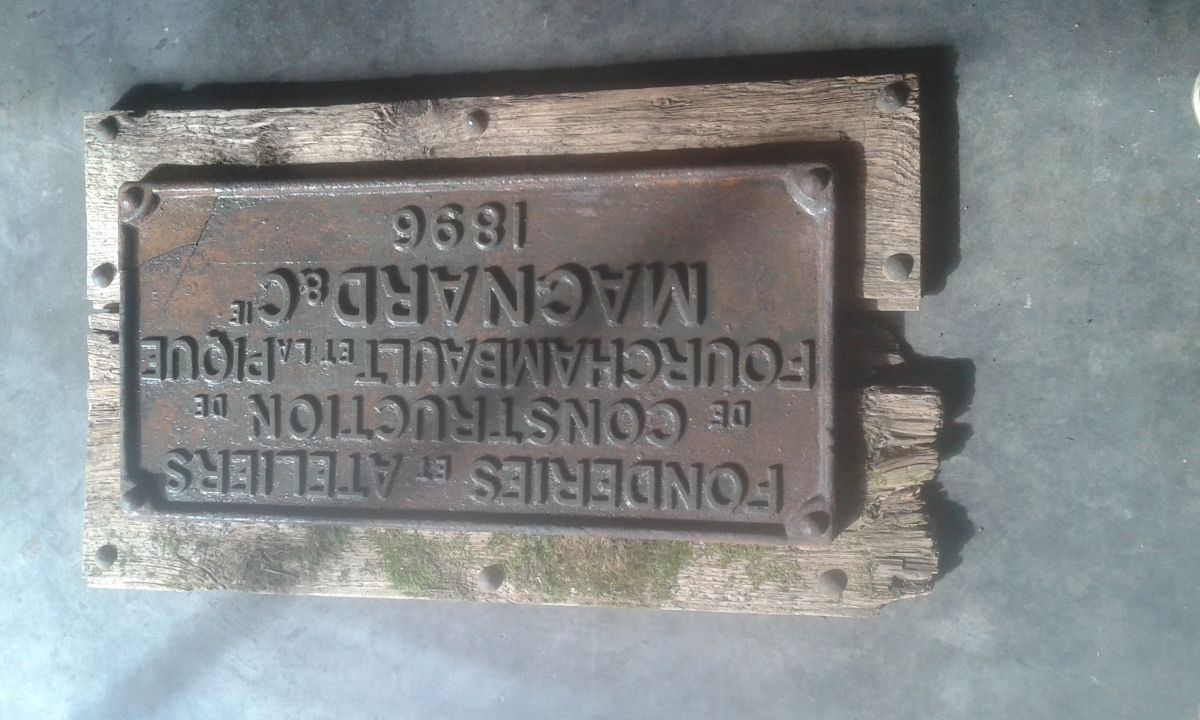 FONDERIES ET ATELIERS
DE CONSTRUCTION DE
FOURCHAMBAULT ET LA PIQUE
MAGNARD & CIE
1896